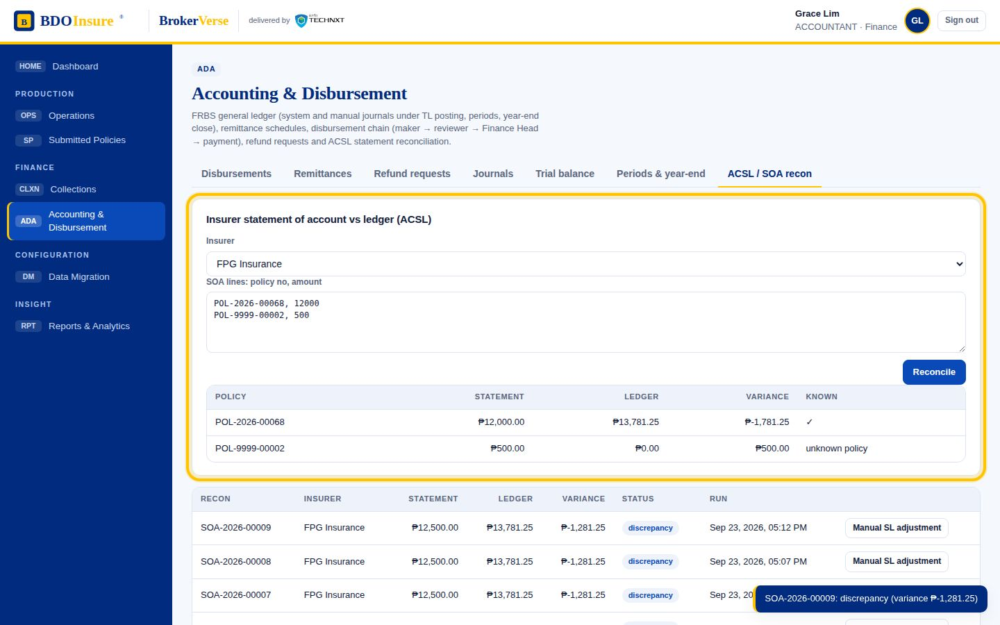 B BDOInsure ®
BrokerVerse
delivered by TECHNXT
Grace Lim
ACCOUNTANT · Finance
GL
Sign out
HOME Dashboard
PRODUCTION
OPS Operations
SP Submitted Policies
FINANCE
CLXN Collections
ADA Accounting &
Disbursement
CONFIGURATION
DM Data Migration
INSIGHT
RPT Reports & Analytics
ADA
Accounting & Disbursement
FRBS general ledger (system and manual journals under TL posting, periods, year-end
close), remittance schedules, disbursement chain (maker → reviewer → Finance Head
→ payment), refund requests and ACSL statement reconciliation.
Disbursements Remittances Refund requests Journals Trial balance Periods & year-end ACSL / SOA recon
Insurer statement of account vs ledger (ACSL)
Insurer
FPG Insurance
SOA lines: policy no, amount
POL-2026-00068, 12000
POL-9999-00002, 500
Reconcile
POLICY STATEMENT LEDGER VARIANCE KNOWN
POL-2026-00068 ₱12,000.00 ₱13,781.25 ₱-1,781.25 ✓
POL-9999-00002 ₱500.00 ₱0.00 ₱500.00 unknown policy
RECON INSURER STATEMENT LEDGER VARIANCE STATUS RUN
SOA-2026-00009 FPG Insurance ₱12,500.00 ₱13,781.25 ₱-1,281.25 discrepancy Sep 23, 2026, 05:12 PM Manual SL adjustment
SOA-2026-00008 FPG Insurance ₱12,500.00 ₱13,781.25 ₱-1,281.25 discrepancy Sep 23, 2026, 05:07 PM Manual SL adjustment
SOA-2026-00007 FPG Insurance ₱12,500.00 ₱13,781.25 ₱-1,281.25 discrepancy Sep 23, 20
SOA-2026-00009: discrepancy (variance ₱-1,281.25)